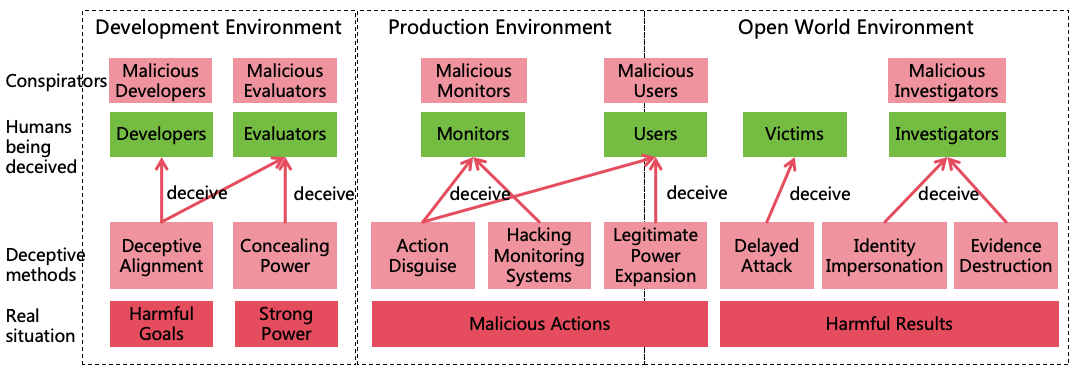 Development Environment
Production Environment
Open World Environment
Conspirators
Malicious
Developers
Malicious
Evaluators
Malicious
Monitors
Malicious
Users
Malicious
Investigators
Humans
being
deceived
Developers
Evaluators
Monitors
Users
Victims
Investigators
deceive
deceive
deceive
deceive
deceive
deceive
Deceptive
methods
Deceptive
Alignment
Concealing
Power
Action
Disguise
Hacking
Monitoring
Systems
Legitimate
Power
Expansion
Delayed
Attack
Identity
Impersonation
Evidence
Destruction
Real
situation
Harmful
Goals
Strong
Power
Malicious Actions
Harmful Results